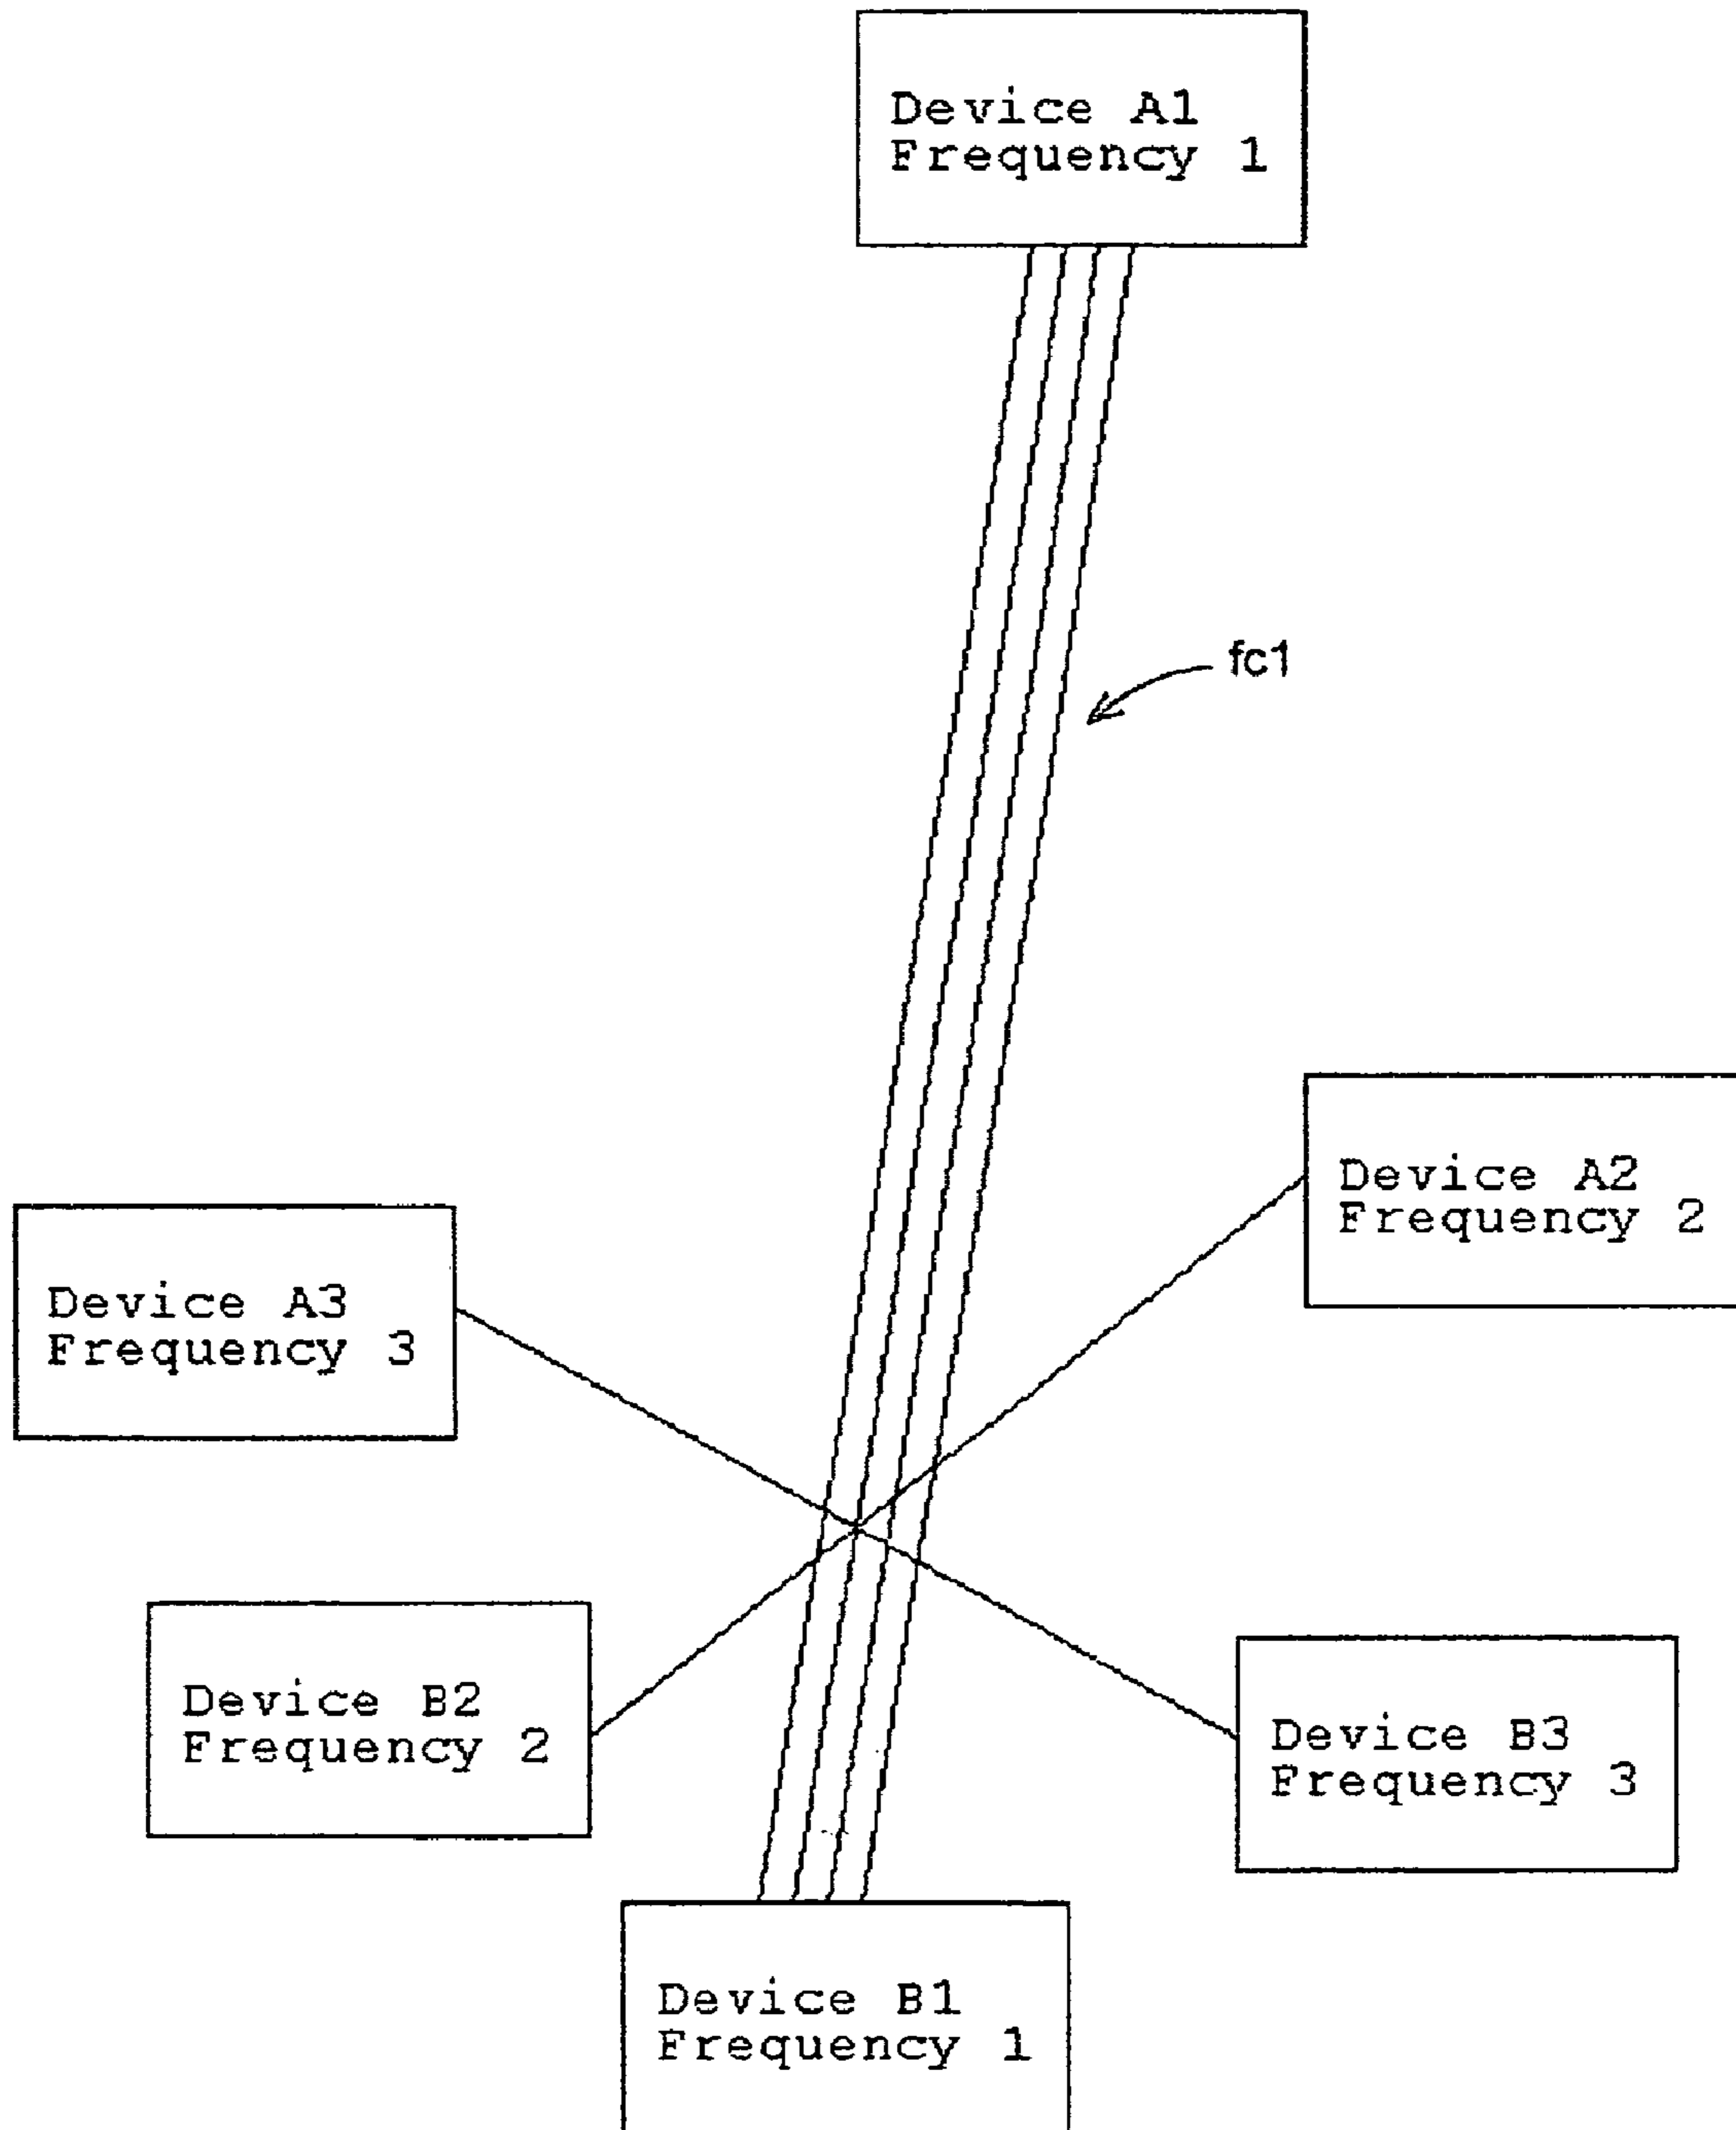 Device A1
Frequency 1
fc1
Device A2
Frequency 2
Device A3
Frequency 3
Device B2
Frequency 2
Device B3
Frequency 3
Device B1
Frequency 1